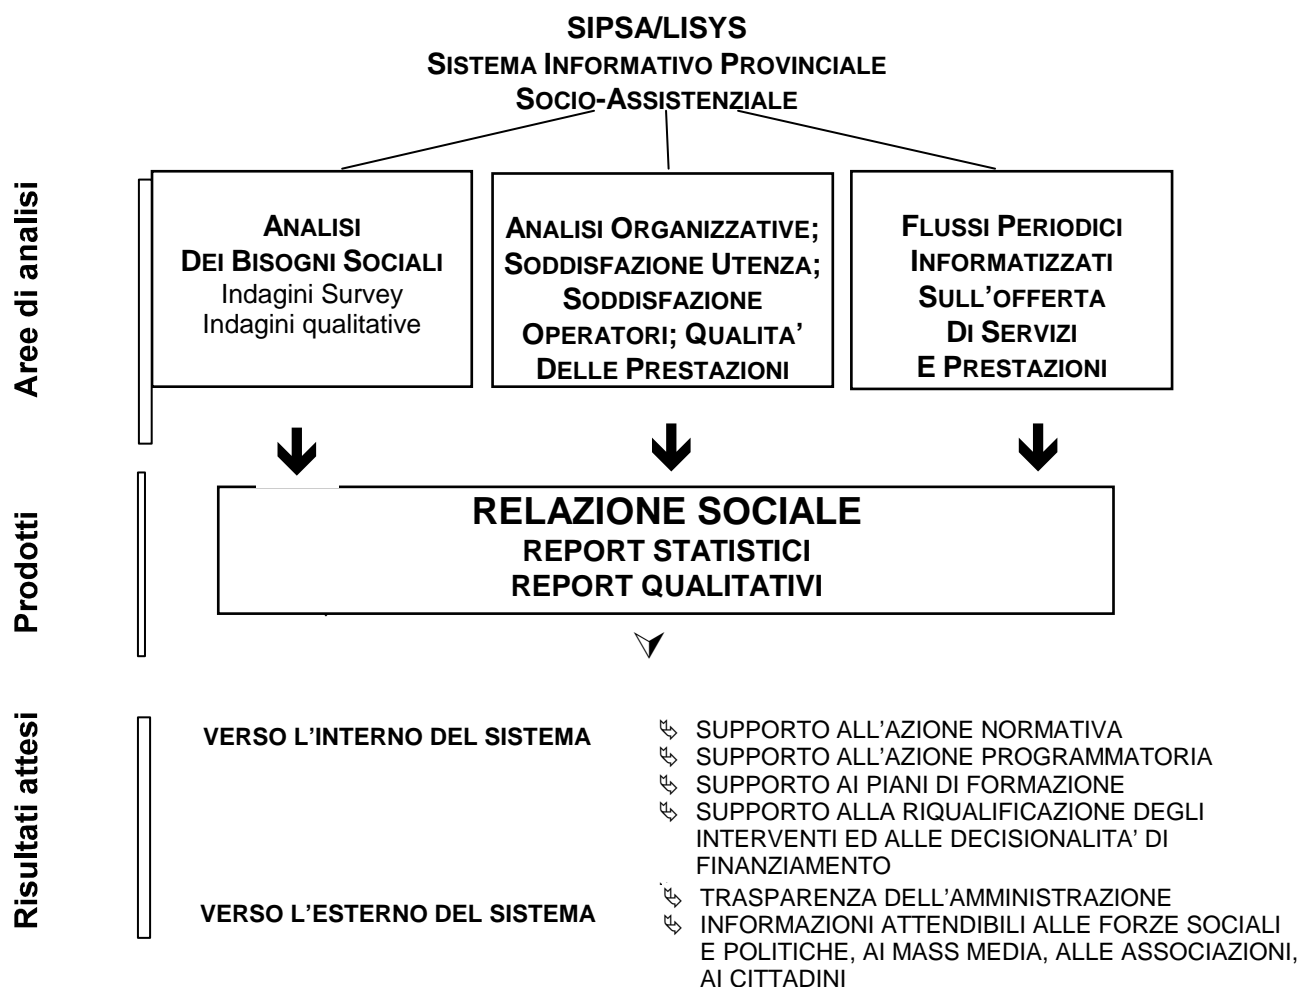 SIPSA/LISYS
SISTEMA INFORMATIVO PROVINCIALE
SOCIO-ASSISTENZIALE
Aree di analisi
ANALISI
DEI BISOGNI SOCIALI
Indagini Survey
Indagini qualitative
ANALISI ORGANIZZATIVE;
SODDISFAZIONE UTENZA;
SODDISFAZIONE
OPERATORI; QUALITA'
DELLE PRESTAZIONI
FLUSSI PERIODICI
INFORMATIZZATI
SULL'OFFERTA
DI SERVIZI
E PRESTAZIONI
Prodotti
RELAZIONE SOCIALE
REPORT STATISTICI
REPORT QUALITATIVI
Risultati attesi
VERSO L'INTERNO DEL SISTEMA
SUPPORTO ALL'AZIONE NORMATIVA
SUPPORTO ALL'AZIONE PROGRAMMATORIA
SUPPORTO AI PIANI DI FORMAZIONE
SUPPORTO ALLA RIQUALIFICAZIONE DEGLI
INTERVENTI ED ALLE DECISIONALITA' DI
FINANZIAMENTO
VERSO L'ESTERNO DEL SISTEMA
TRASPARENZA DELL'AMMINISTRAZIONE
INFORMAZIONI ATTENDIBILI ALLE FORZE SOCIALI
E POLITICHE, AI MASS MEDIA, ALLE ASSOCIAZIONI,
AI CITTADINI